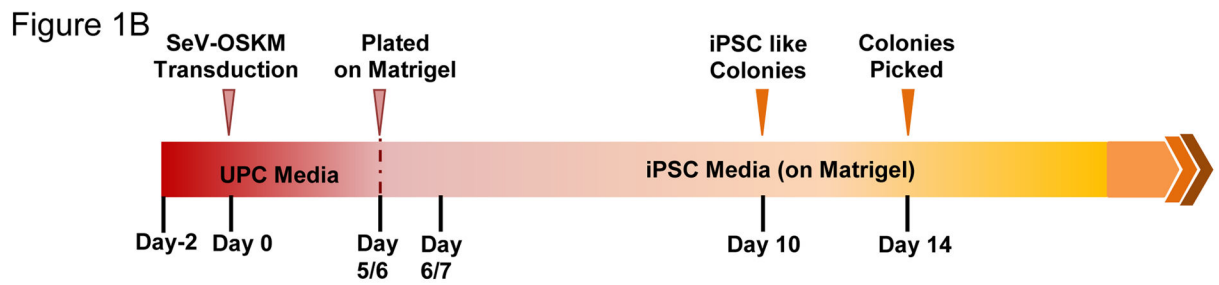 Figure 1B
SeV-OSKM
Transduction
Plated
on Matrigel
iPSC like
Colonies
Colonies
Picked
UPC Media
iPSC Media (on Matrigel)
Day-2
Day 0
Day
5/6
Day
6/7
Day 10
Day 14